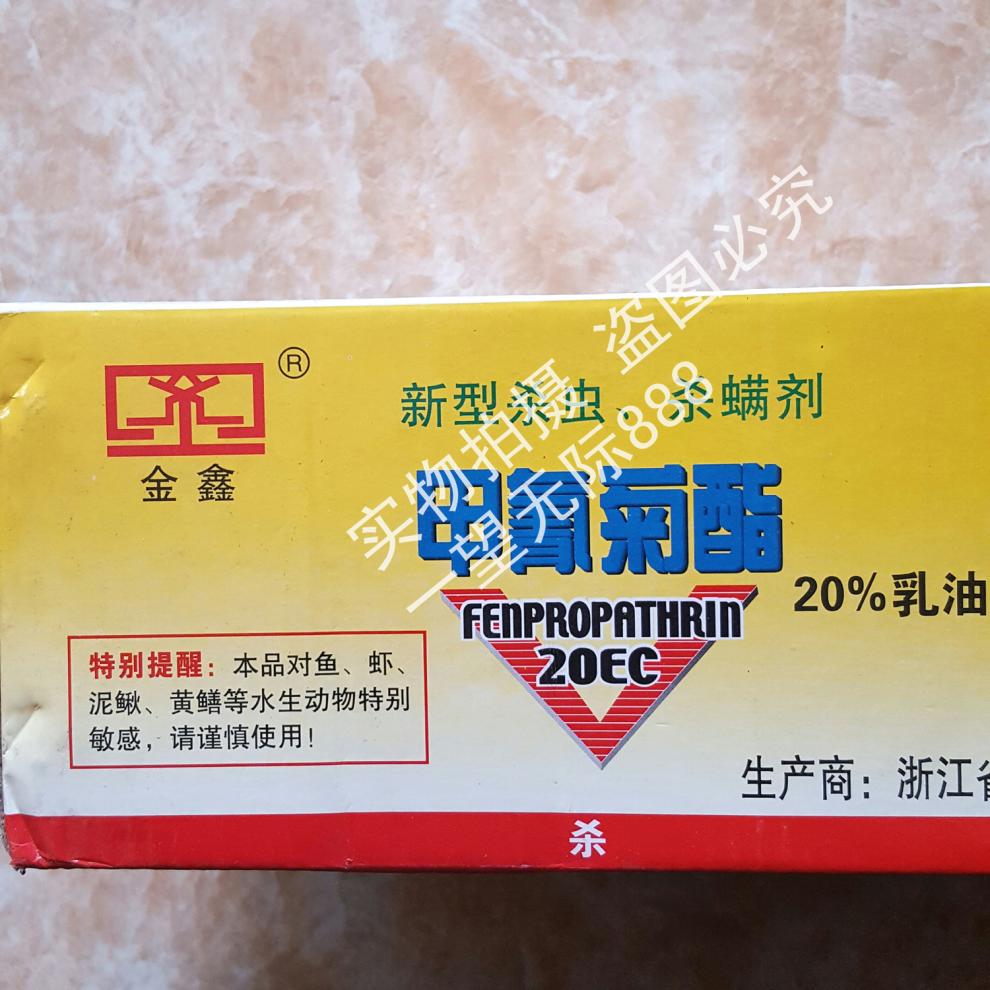 ®
金鑫
新型杀虫、杀螨剂
甲氰菊酯
20%乳油
FENPROPATHRIN
20EC
特别提醒：本品对鱼、虾、
泥鳅、黄鳝等水生动物特别
敏感，请谨慎使用！
生产商：浙江省
杀
实物拍摄 盗图必究
一望无际888